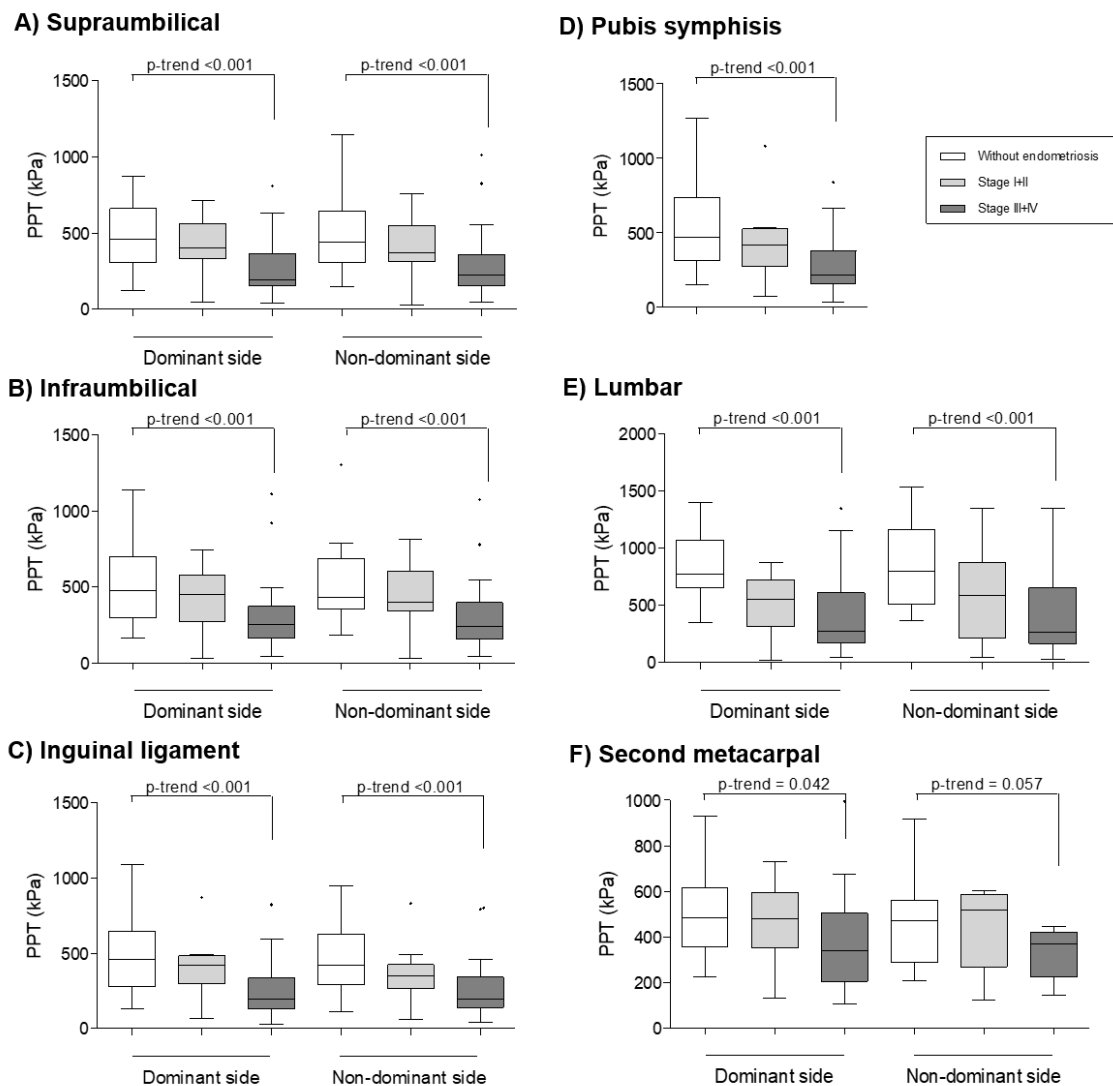 A) Supraumbilical
p-trend <0.001
p-trend <0.001
1500
1000
500
0
PPT (kPa)
Dominant side
Non-dominant side
D) Pubis symphisis
p-trend <0.001
1500
1000
500
0
PPT (kPa)
Without endometriosis
Stage I+II
Stage III+IV
B) Infraumbilical
p-trend <0.001
p-trend <0.001
1500
1000
500
0
PPT (kPa)
Dominant side
Non-dominant side
E) Lumbar
p-trend <0.001
p-trend <0.001
2000
1500
1000
500
0
PPT (kPa)
Dominant side
Non-dominant side
C) Inguinal ligament
p-trend <0.001
p-trend <0.001
1500
1000
500
0
PPT (kPa)
Dominant side
Non-dominant side
F) Second metacarpal
p-trend = 0.042
p-trend = 0.057
1000
800
600
400
200
0
PPT (kPa)
Dominant side
Non-dominant side